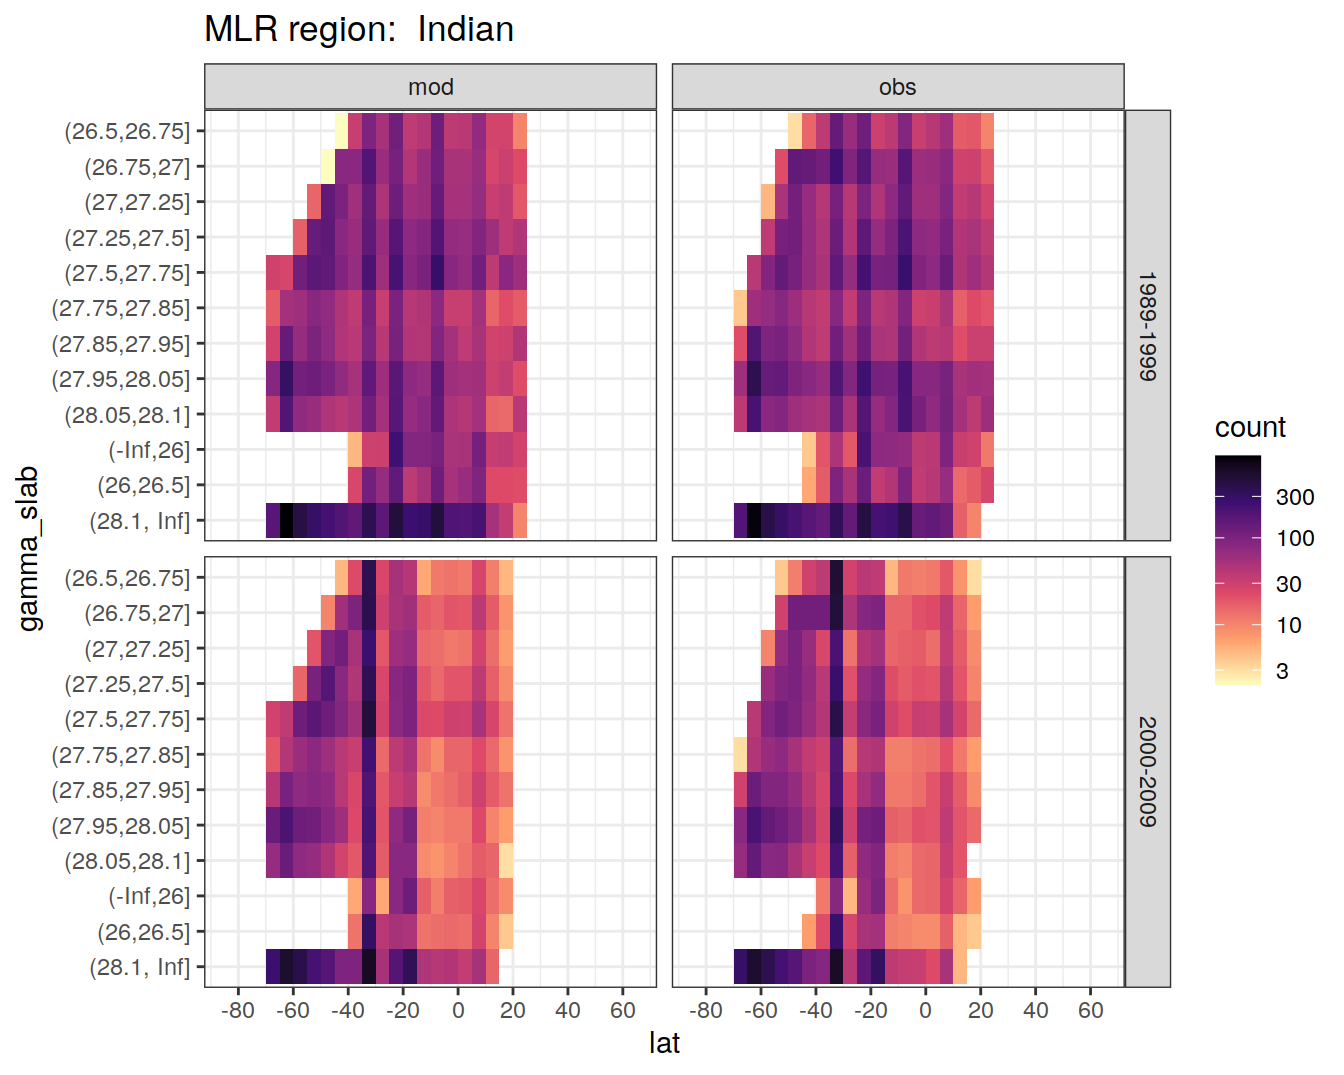 MLR region:  Indian
mod
obs
(26.5,26.75]
(26.75,27]
(27,27.25]
(27.25,27.5]
(27.5,27.75]
(27.75,27.85]
(27.85,27.95]
(27.95,28.05]
(28.05,28.1]
(-Inf,26]
(26,26.5]
(28.1, Inf]
1989-1999
(26.5,26.75]
(26.75,27]
(27,27.25]
(27.25,27.5]
(27.5,27.75]
(27.75,27.85]
(27.85,27.95]
(27.95,28.05]
(28.05,28.1]
(-Inf,26]
(26,26.5]
(28.1, Inf]
2000-2009
gamma_slab
-80 -60 -40 -20 0 20 40 60
-80 -60 -40 -20 0 20 40 60
lat
count
300
100
30
10
3